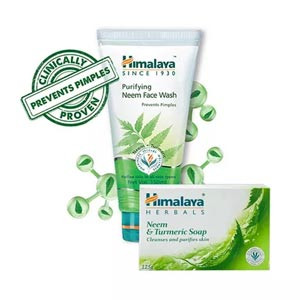 CLINICALLY
PREVENTS PIMPLES
PROVEN
Himalaya
SINCE 1930
Purifying
Neem Face Wash
Prevents Pimples
Himalaya
HERBALS
Neem
& Turmeric Soap
Cleanses and purifies skin